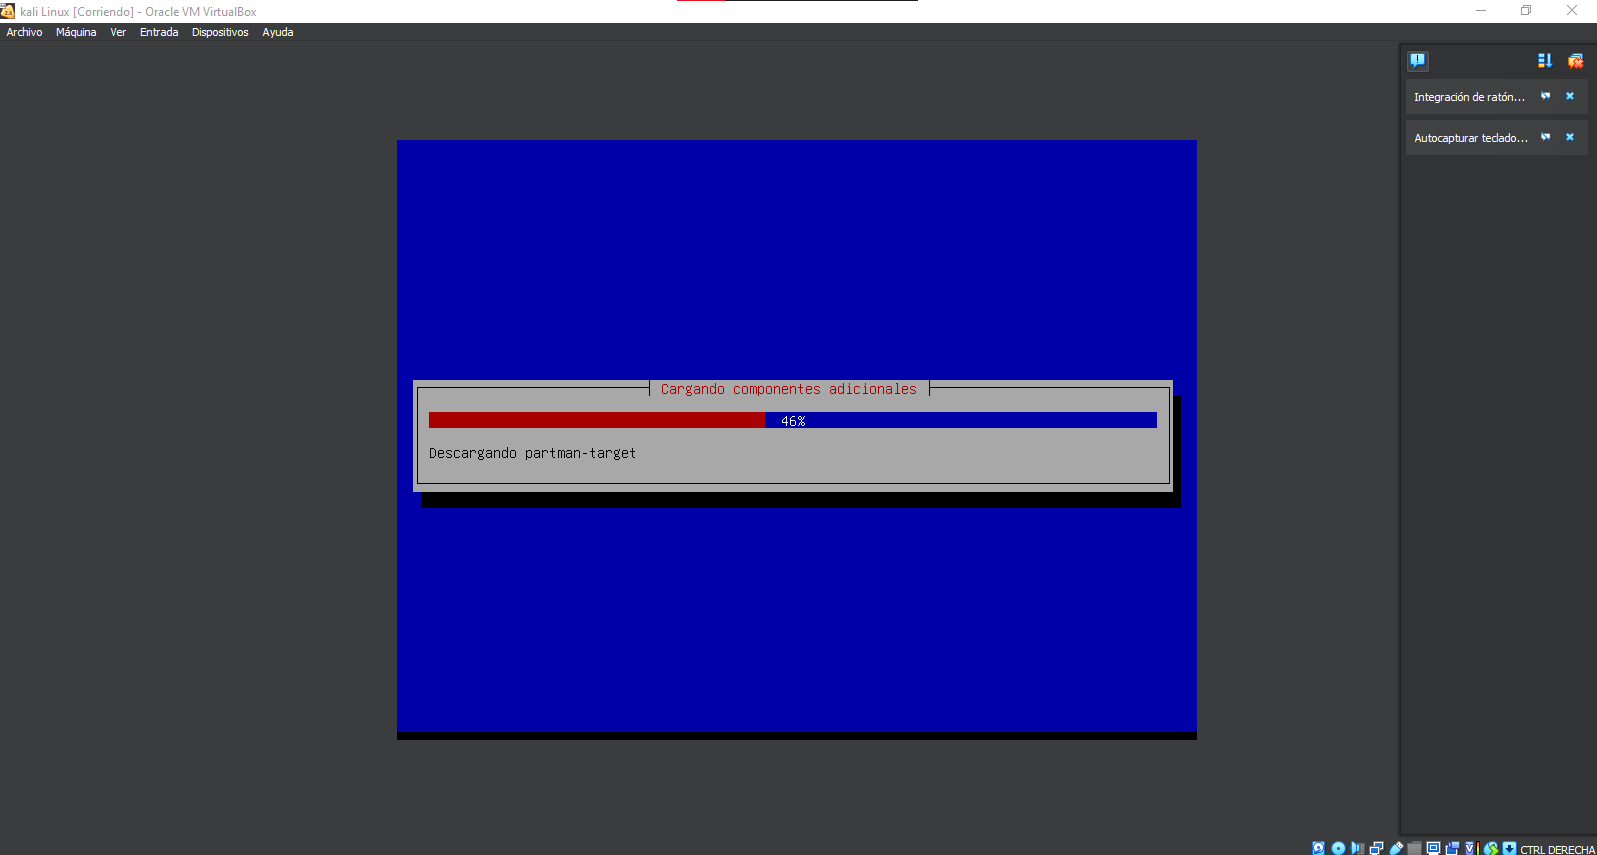 kali Linux [Corriendo] - Oracle VM VirtualBox
Archivo Máquina Ver Entrada Dispositivos Ayuda
Integración de ratón...
Autocapturar teclado...
Cargando componentes adicionales
46%
Descargando partman-target
CTRL DERECHA